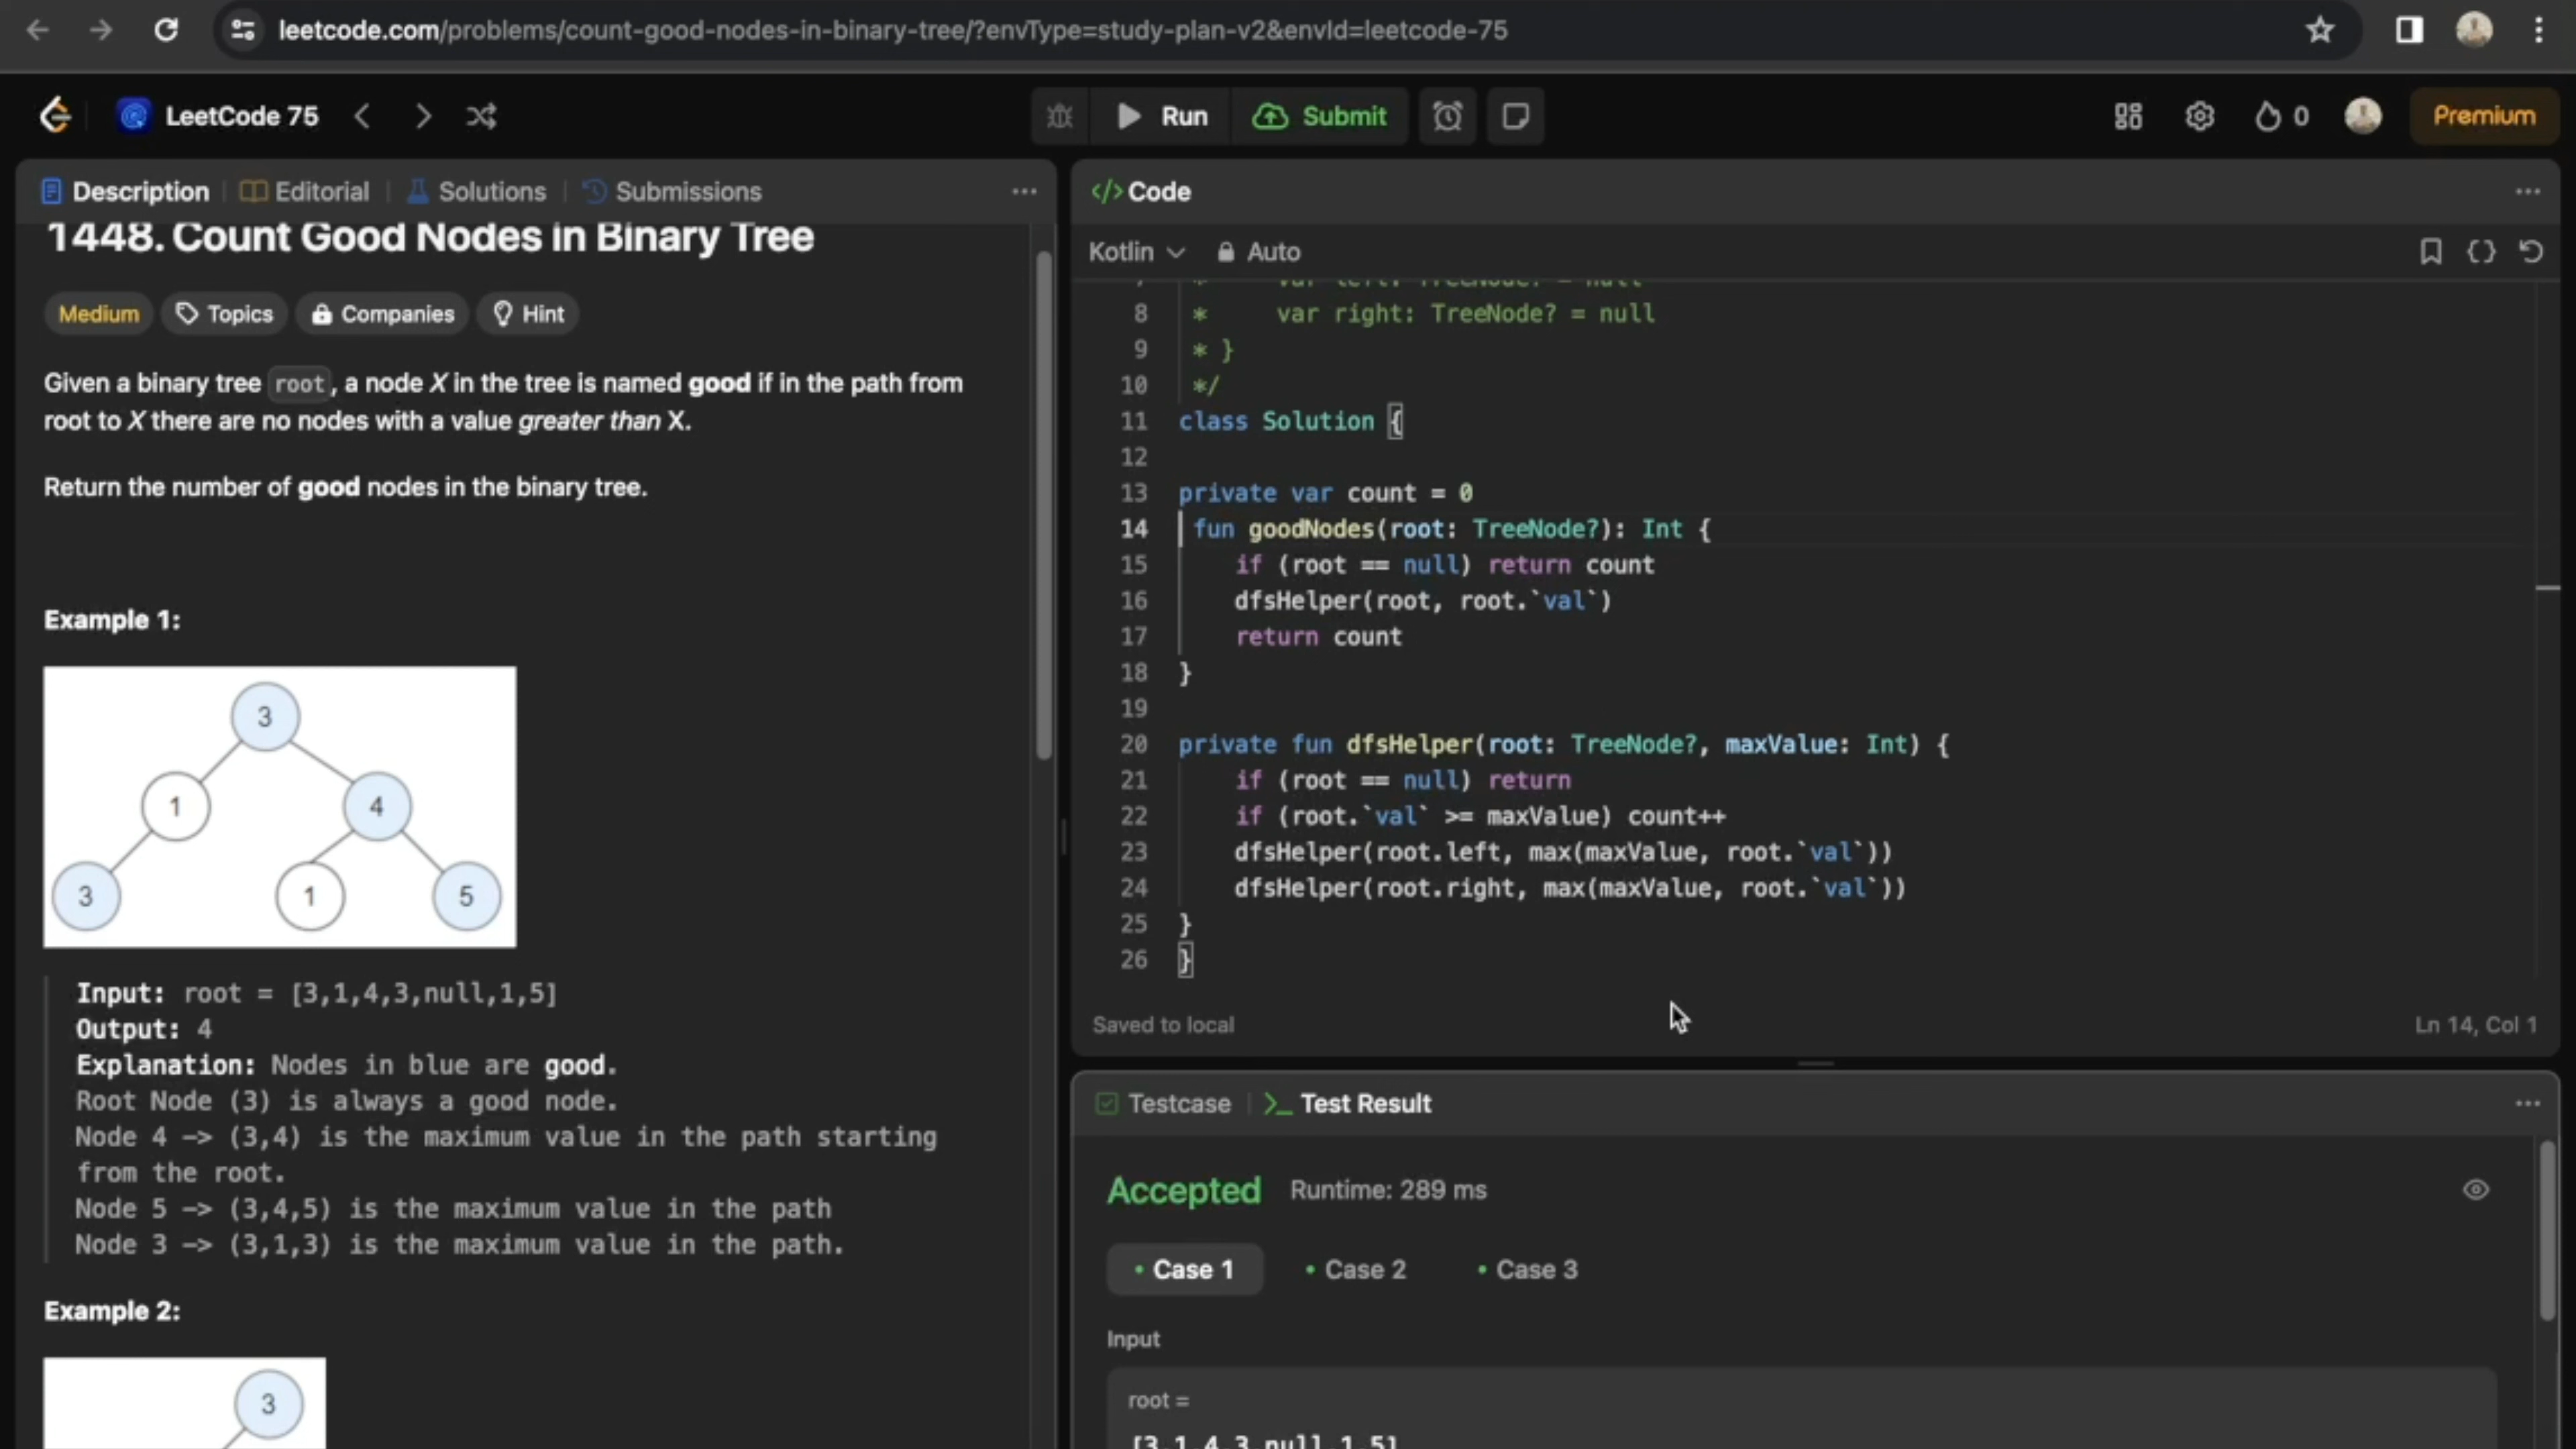 leetcode.com/problems/count-good-nodes-in-binary-tree/?envType=study-plan-v2&envId=leetcode-75
LeetCode 75
Run
Submit
0
Premium
Description
Editorial
Solutions
Submissions
1448. Count Good Nodes in Binary Tree
Medium
Topics
Companies
Hint
Given a binary tree root, a node X in the tree is named good if in the path from
root to X there are no nodes with a value greater than X.
Return the number of good nodes in the binary tree.
Example 1:
3
1
4
3
1
5
Input: root = [3,1,4,3,null,1,5]
Output: 4
Explanation: Nodes in blue are good.
Root Node (3) is always a good node.
Node 4 -> (3,4) is the maximum value in the path starting
from the root.
Node 5 -> (3,4,5) is the maximum value in the path
Node 3 -> (3,1,3) is the maximum value in the path.
Example 2:
3
</> Code
Kotlin
Auto
7 * var left: TreeNode? = null
8 * var right: TreeNode? = null
9 * }
10 */
11 class Solution {
12
13 private var count = 0
14 fun goodNodes(root: TreeNode?): Int {
15 if (root == null) return count
16 dfsHelper(root, root.`val`)
17 return count
18 }
19
20 private fun dfsHelper(root: TreeNode?, maxValue: Int) {
21 if (root == null) return
22 if (root.`val` >= maxValue) count++
23 dfsHelper(root.left, max(maxValue, root.`val`))
24 dfsHelper(root.right, max(maxValue, root.`val`))
25 }
26 }
Saved to local
Ln 14, Col 1
Testcase
>_ Test Result
Accepted
Runtime: 289 ms
• Case 1
• Case 2
• Case 3
Input
root =
[3,1,4,3,null,1,5]